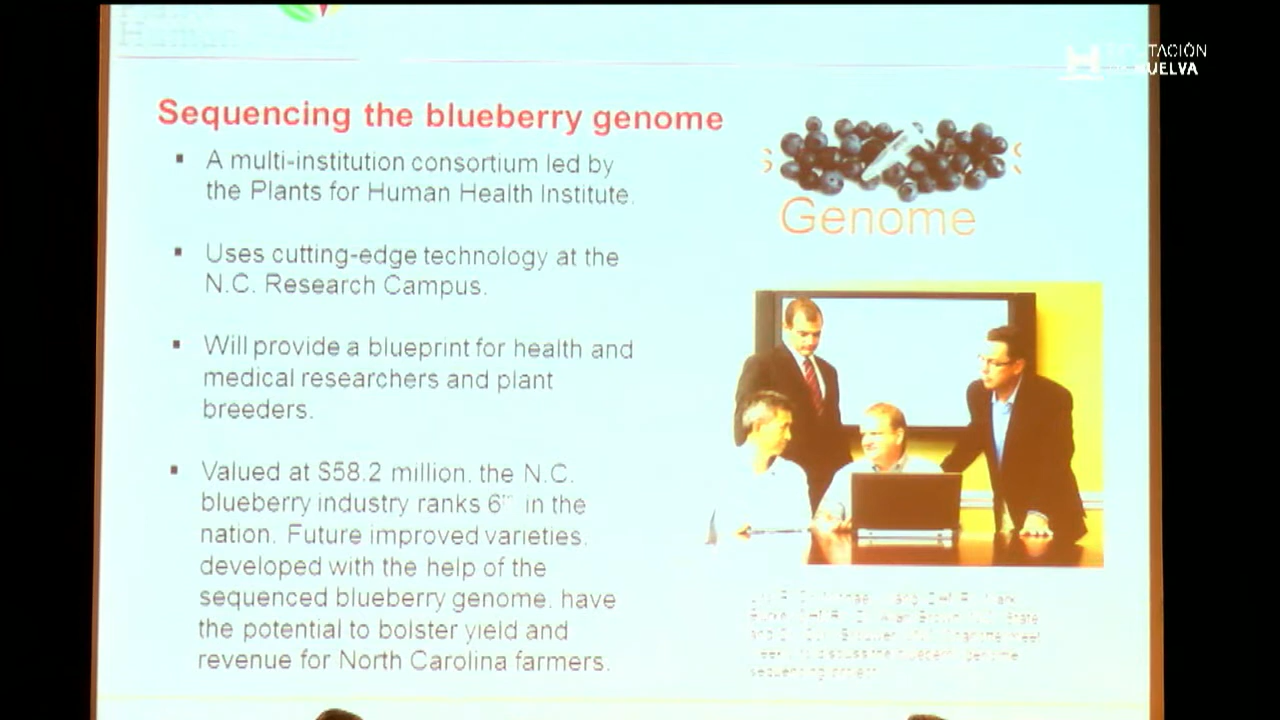 Human
TACIÓN
HUELVA
Sequencing the blueberry genome
▪ A multi-institution consortium led by
the Plants for Human Health Institute.
▪ Uses cutting-edge technology at the
N.C. Research Campus.
▪ Will provide a blueprint for health and
medical researchers and plant
breeders.
▪ Valued at $58.2 million, the N.C.
blueberry industry ranks 6th in the
nation. Future improved varieties,
developed with the help of the
sequenced blueberry genome, have
the potential to bolster yield and
revenue for North Carolina farmers.
Genome